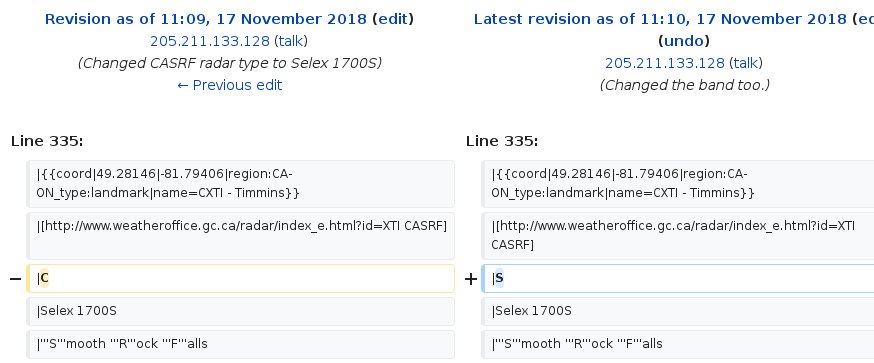 Revision as of 11:09, 17 November 2018 (edit)
205.211.133.128 (talk)
(Changed CASRF radar type to Selex 1700S)
← Previous edit
Latest revision as of 11:10, 17 November 2018 (ed
(undo)
205.211.133.128 (talk)
(Changed the band too.)
Line 335:
Line 335:
|{{coord|49.28146|-81.79406|region:CA-
ON_type:landmark|name=CXTI - Timmins}}
|{{coord|49.28146|-81.79406|region:CA-
ON_type:landmark|name=CXTI - Timmins}}
|[http://www.weatheroffice.gc.ca/radar/index_e.html?id=XTI CASRF]
|[http://www.weatheroffice.gc.ca/radar/index_e.html?id=XTI
CASRF]
− |C
+ |S
|Selex 1700S
|Selex 1700S
|'''S'''mooth '''R'''ock '''F'''alls
|'''S'''mooth '''R'''ock '''F'''alls